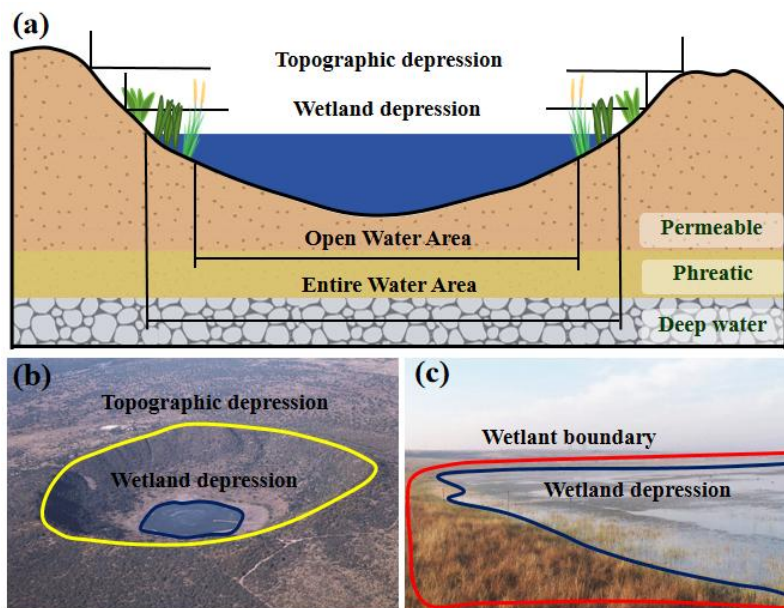 (a)
Topographic depression
Wetland depression
Open Water Area
Entire Water Area
Permeable
Phreatic
Deep water
(b)
Topographic depression
Wetland depression
(c)
Wetlant boundary
Wetland depression